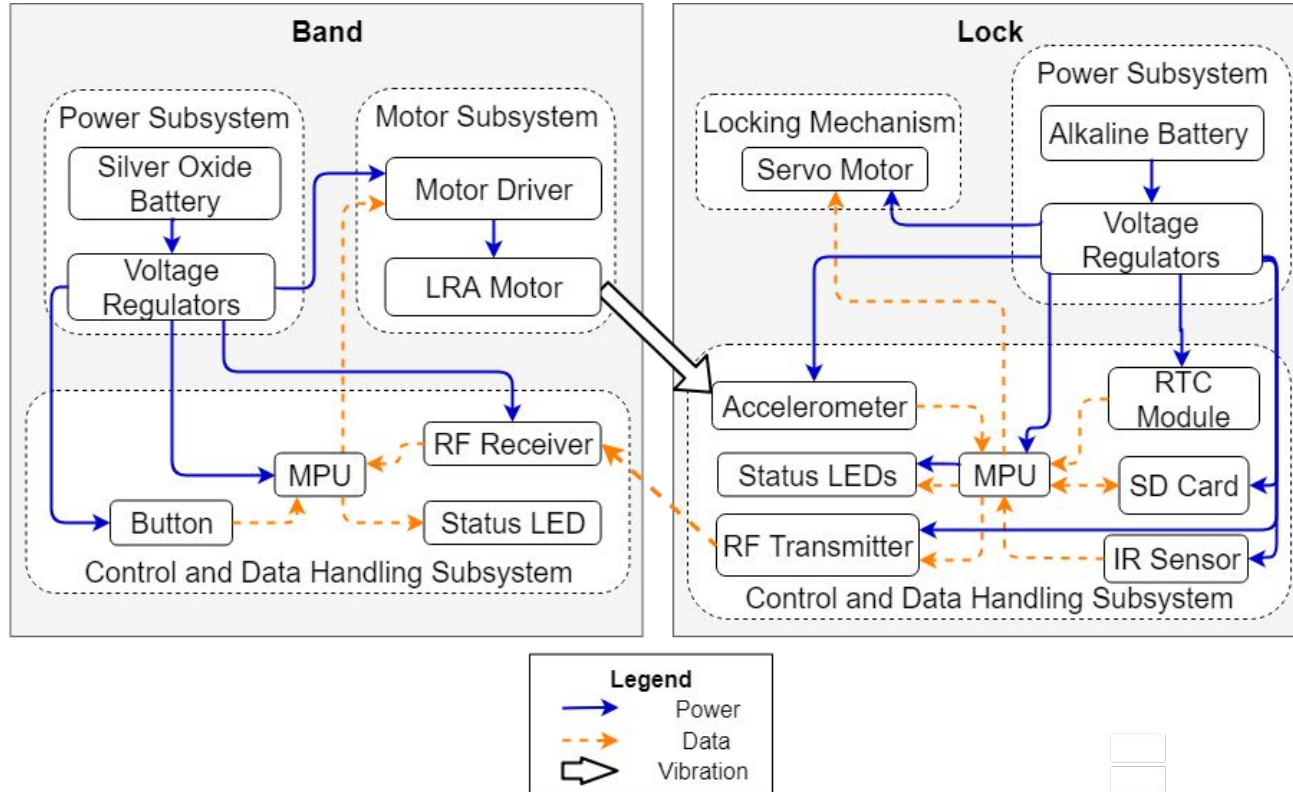 Band
Power Subsystem
Silver Oxide
Battery
Voltage
Regulators
Motor Subsystem
Motor Driver
LRA Motor
RF Receiver
MPU
Button
Status LED
Control and Data Handling Subsystem
Lock
Power Subsystem
Alkaline Battery
Voltage
Regulators
Locking Mechanism
Servo Motor
Accelerometer
RTC
Module
Status LEDs
MPU
SD Card
RF Transmitter
IR Sensor
Control and Data Handling Subsystem
Legend
Power
Data
Vibration